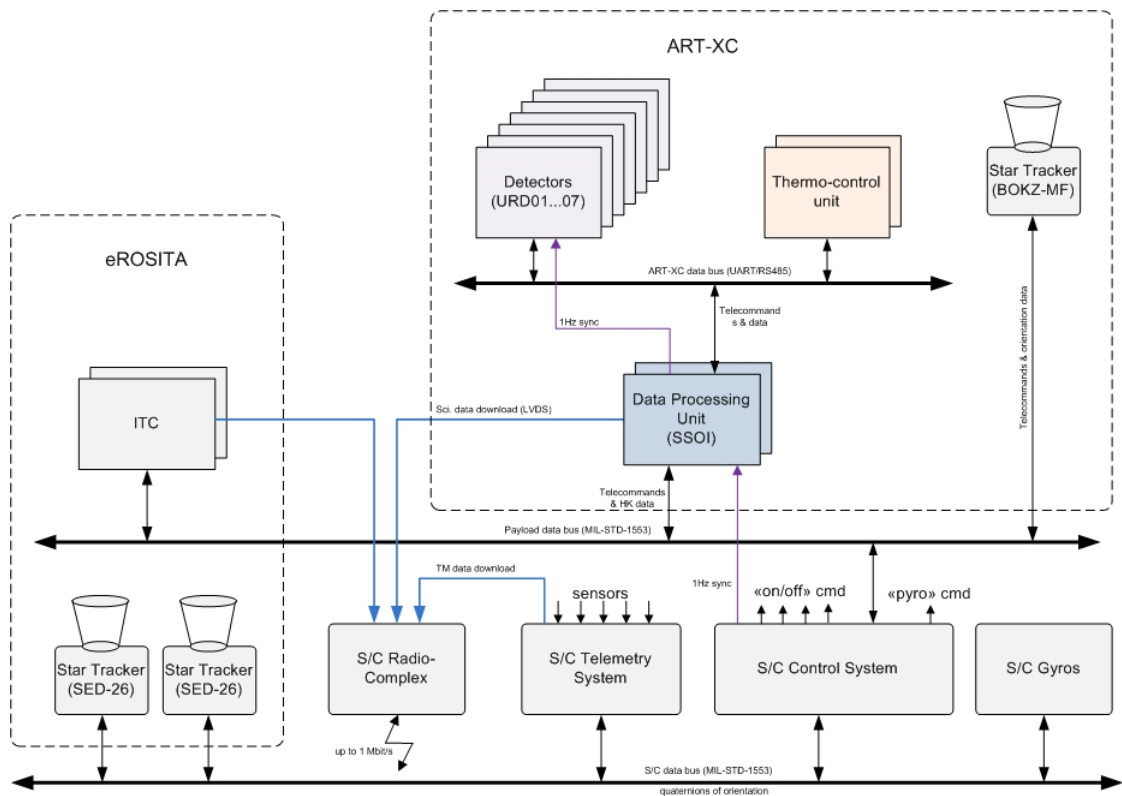 ART-XC
Detectors
(URD01...07)
Thermo-control
unit
Star Tracker
(BOKZ-MF)
eROSITA
ART-XC data bus (UART/RS485)
1Hz sync
Telecommand
s & data
Telecommands & orientation data
ITC
Sci. data download (LVDS)
Data Processing
Unit
(SSOI)
Telecommands
& HK data
Payload data bus (MIL-STD-1553)
TM data download
sensors
1Hz sync
«on/off» cmd
«pyro» cmd
Star Tracker
(SED-26)
Star Tracker
(SED-26)
S/C Radio-
Complex
S/C Telemetry
System
S/C Control System
S/C Gyros
up to 1 Mbit/s
S/C data bus (MIL-STD-1553)
quaternions of orientation